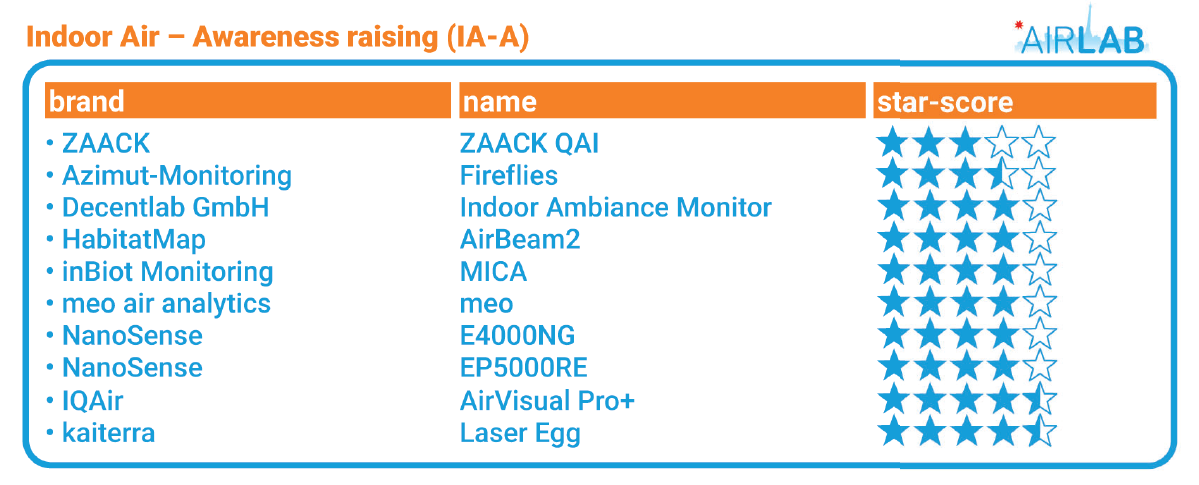 Indoor Air – Awareness raising (IA-A)
AIRLAB
brand name star-score
• ZAACK ZAACK QAI ★★★☆☆
• Azimut-Monitoring Fireflies
• Decentlab GmbH Indoor Ambiance Monitor ★★★★☆
• HabitatMap AirBeam2 ★★★★☆
• inBiot Monitoring MICA ★★★★☆
• meo air analytics meo ★★★★☆
• NanoSense E4000NG ★★★★☆
• NanoSense EP5000RE ★★★★☆
• IQAir AirVisual Pro+
• kaiterra Laser Egg